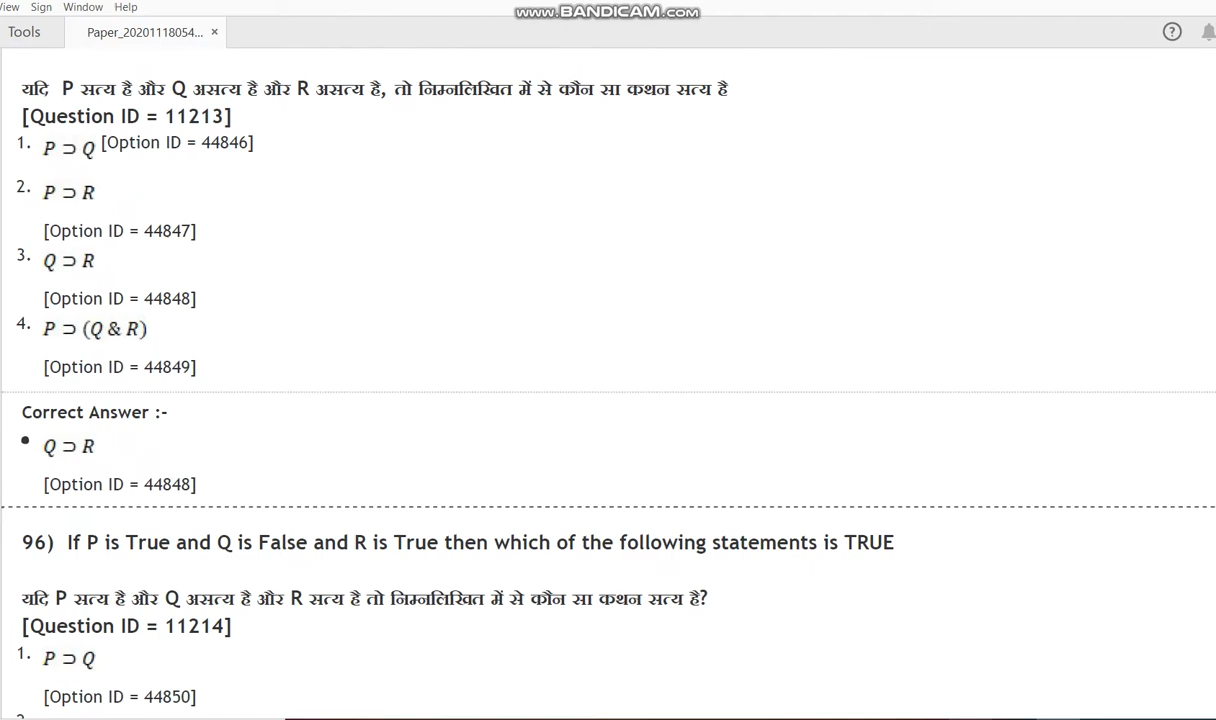 View Sign Window Help
www.BANDICAM.com
Tools Paper_20201118054... × ?
यदि P सत्य है और Q असत्य है और R असत्य है, तो निम्नलिखित में से कौन सा कथन सत्य है
[Question ID = 11213]
1. P ⊃ Q [Option ID = 44846]
2. P ⊃ R
[Option ID = 44847]
3. Q ⊃ R
[Option ID = 44848]
4. P ⊃ (Q & R)
[Option ID = 44849]
Correct Answer :-
• Q ⊃ R
[Option ID = 44848]
96) If P is True and Q is False and R is True then which of the following statements is TRUE
यदि P सत्य है और Q असत्य है और R सत्य है तो निम्नलिखित में से कौन सा कथन सत्य है?
[Question ID = 11214]
1. P ⊃ Q
[Option ID = 44850]